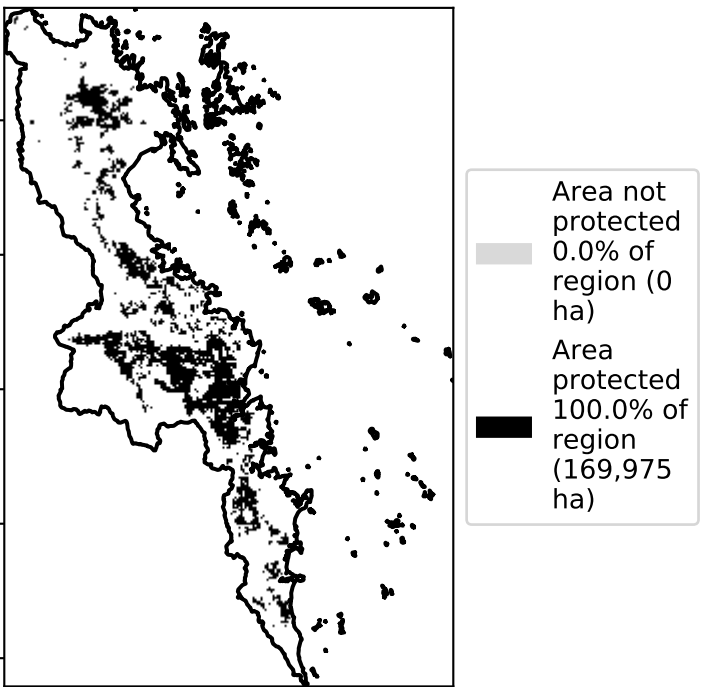 Area not
protected
0.0% of
region (0
ha)
Area
protected
100.0% of
region
(169,975
ha)